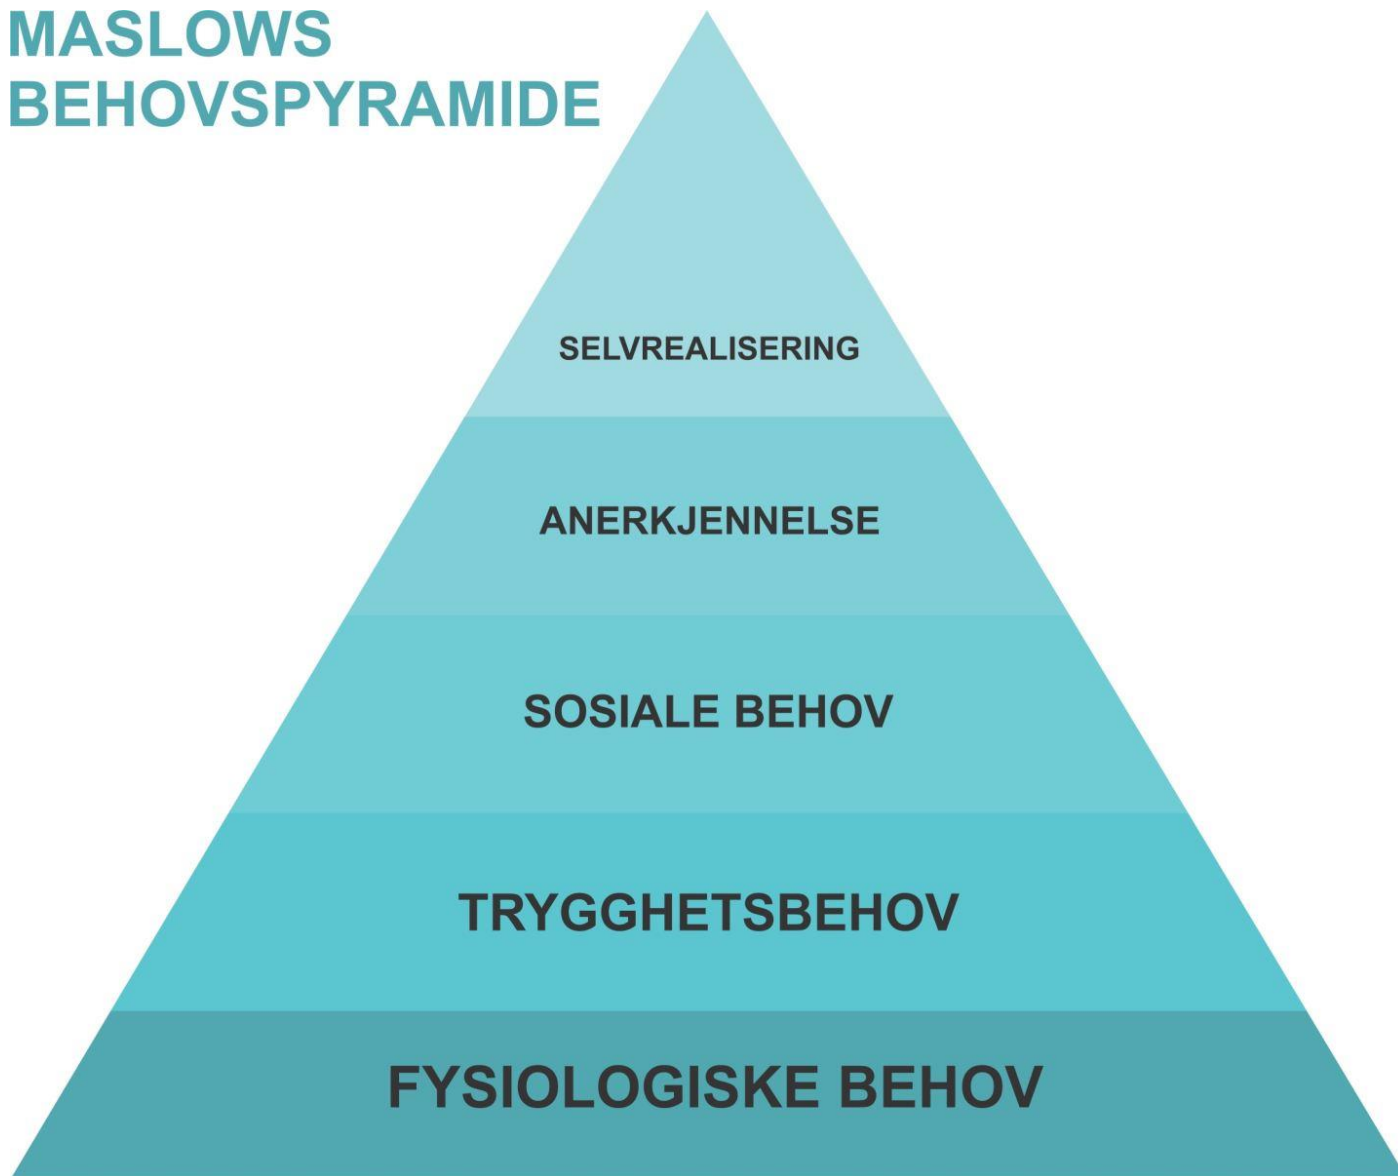 MASLOWS
BEHOVSPYRAMIDE
SELVREALISERING
ANERKJENNELSE
SOSIALE BEHOV
TRYGGHETSBEHOV
FYSIOLOGISKE BEHOV